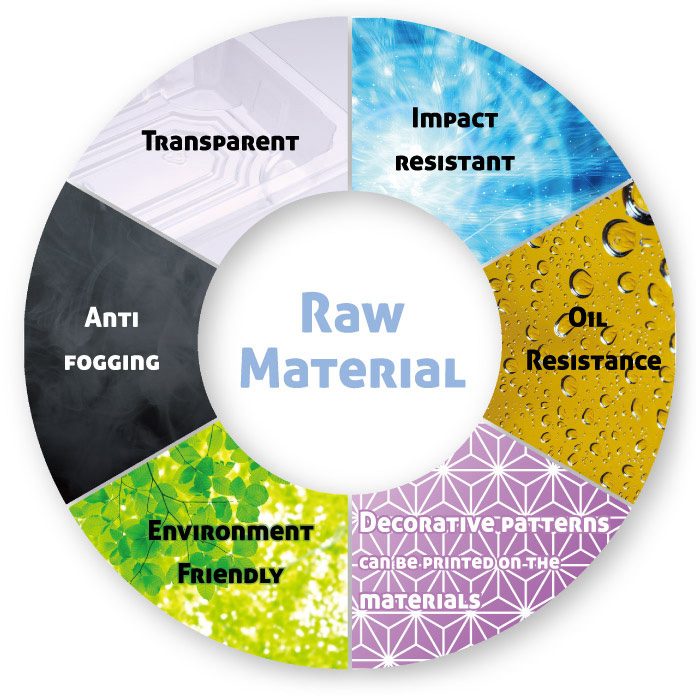 Transparent
Impact
resistant
Anti
fogging
Raw
Material
Oil
Resistance
Environment
Friendly
Decorative patterns
can be printed on the
materials